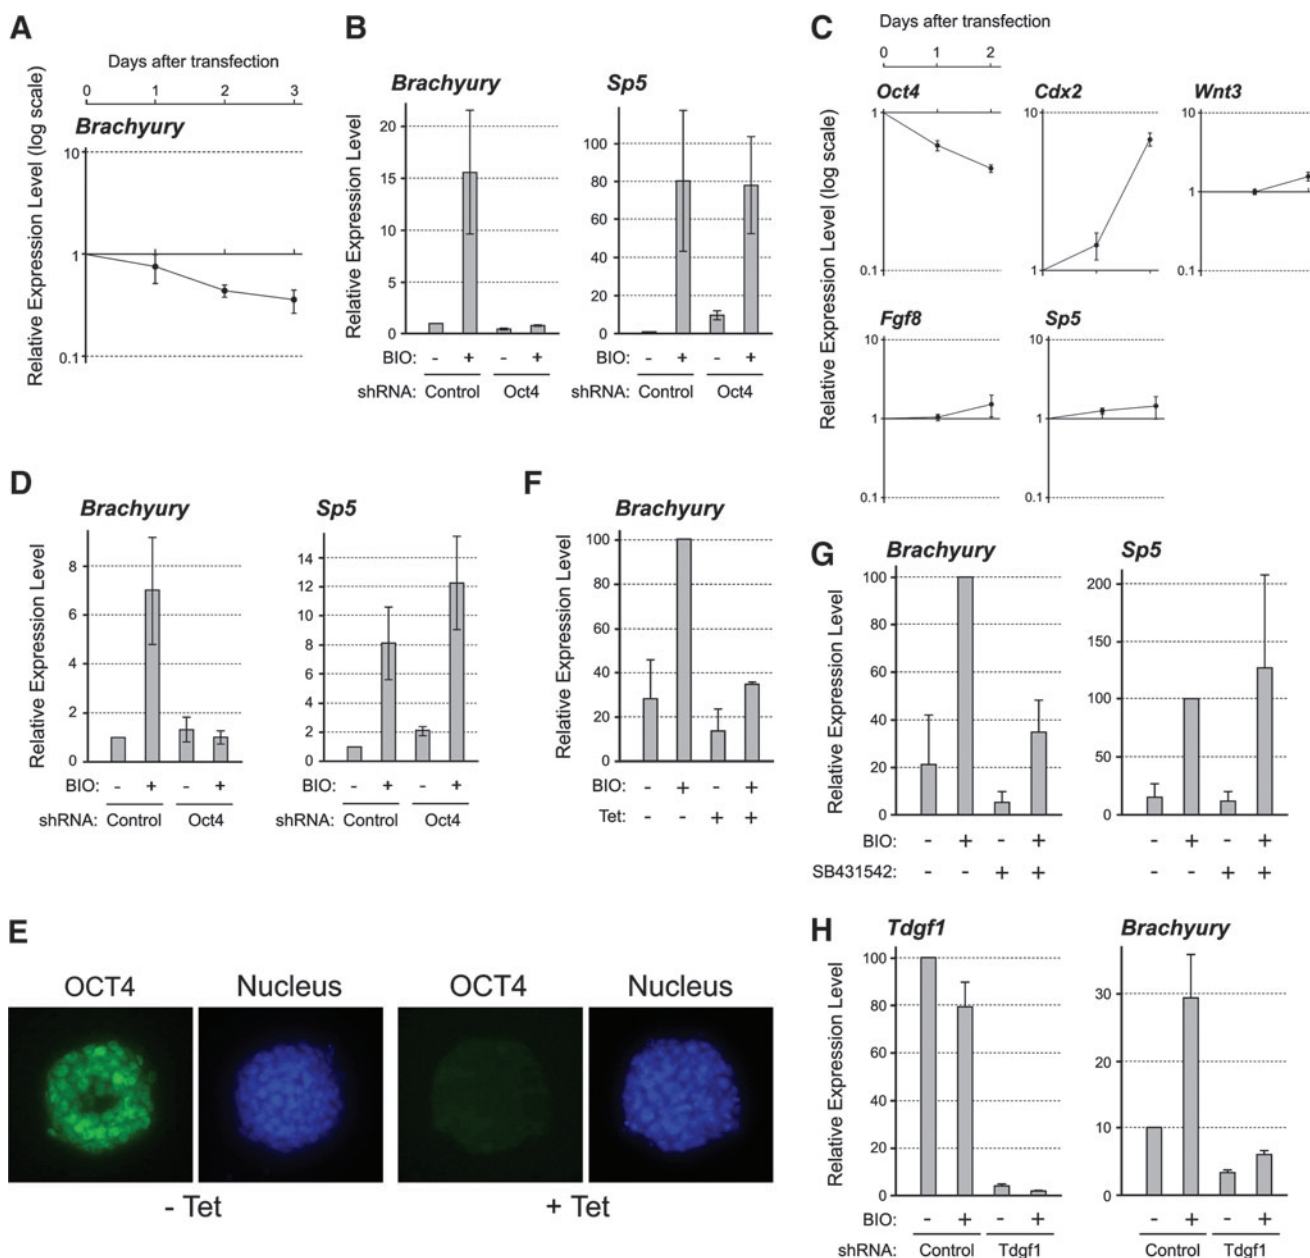 A
Days after transfection
0 1 2 3
Brachyury
Relative Expression Level (log scale)
10
1
0.1
B
Brachyury
Relative Expression Level
20
15
10
5
0
BIO: - + - +
shRNA: Control Oct4
Sp5
100
80
60
40
20
0
BIO: - + - +
shRNA: Control Oct4
C
Days after transfection
0 1 2
Relative Expression Level (log scale)
Oct4
1
0.1
Cdx2
10
1
Wnt3
10
1
0.1
Fgf8
10
1
0.1
Sp5
10
1
0.1
D
Brachyury
Relative Expression Level
8
6
4
2
0
BIO: - + - +
shRNA: Control Oct4
Sp5
14
12
10
8
6
4
2
0
BIO: - + - +
shRNA: Control Oct4
F
Brachyury
Relative Expression Level
100
80
60
40
20
0
BIO: - + - +
Tet: - - + +
G
Brachyury
Relative Expression Level
100
80
60
40
20
0
BIO: - + - +
SB431542: - - + +
Sp5
200
150
100
50
0
- + - +
- - + +
E
OCT4 Nucleus OCT4 Nucleus
- Tet + Tet
H
Tdgf1
Relative Expression Level
100
80
60
40
20
0
BIO: - + - +
shRNA: Control Tdgf1
Brachyury
30
20
10
0
- + - +
Control Tdgf1